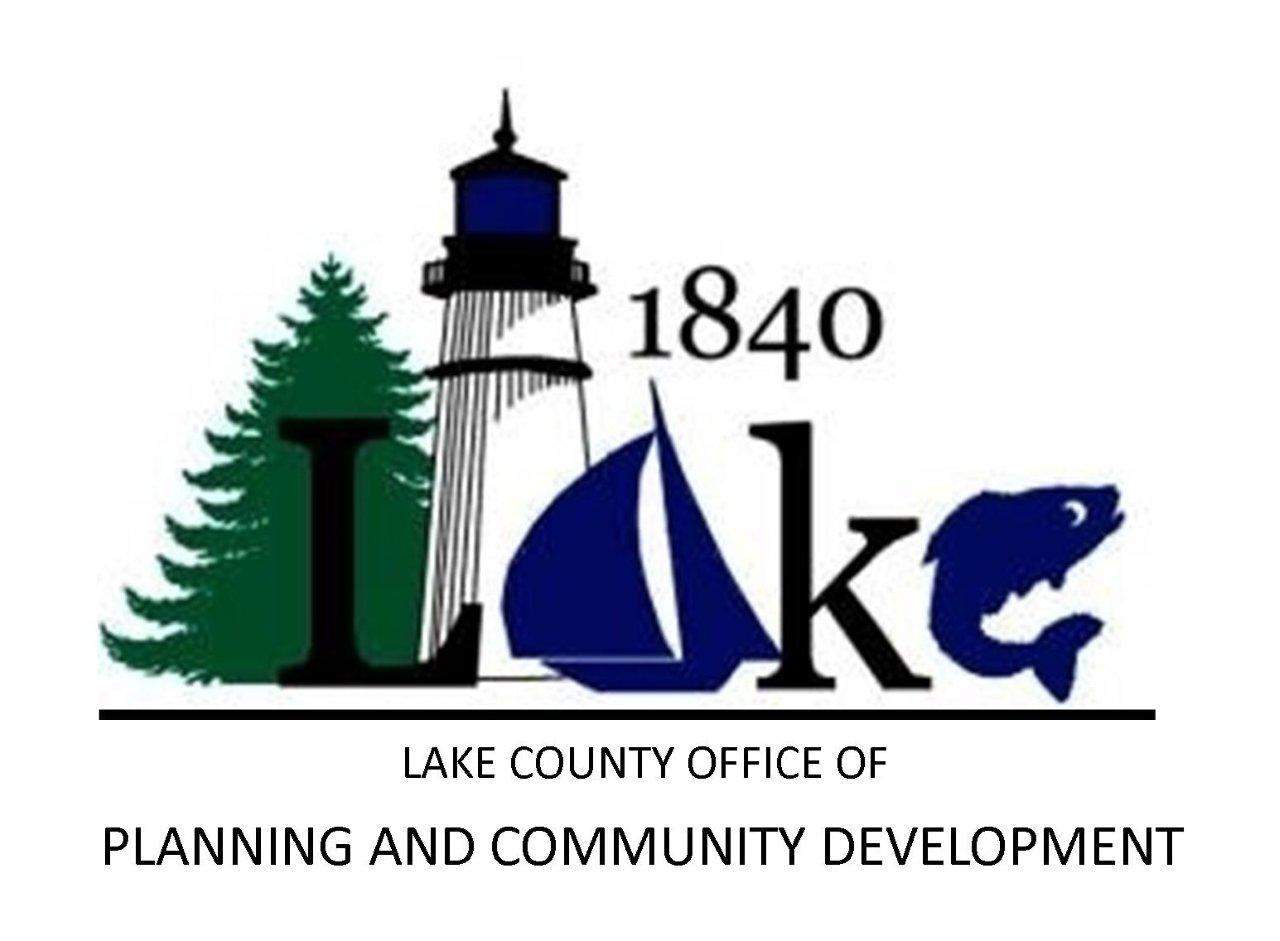 1840
Lake
LAKE COUNTY OFFICE OF
PLANNING AND COMMUNITY DEVELOPMENT